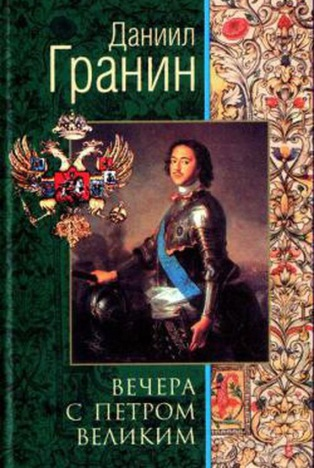 Даниил
Гранин
ВЕЧЕРА
С ПЕТРОМ
ВЕЛИКИМ